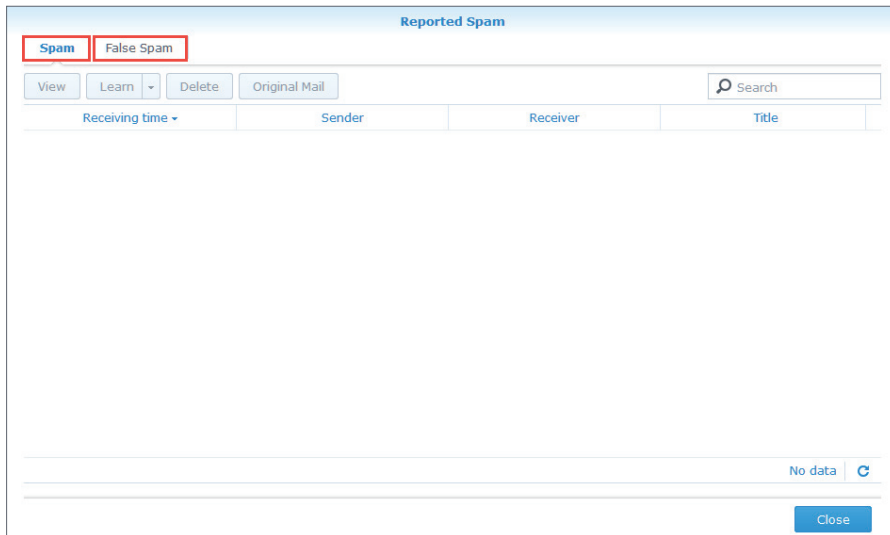 Reported Spam
Spam False Spam
View Learn Delete Original Mail Search
Receiving time Sender Receiver Title
No data
Close